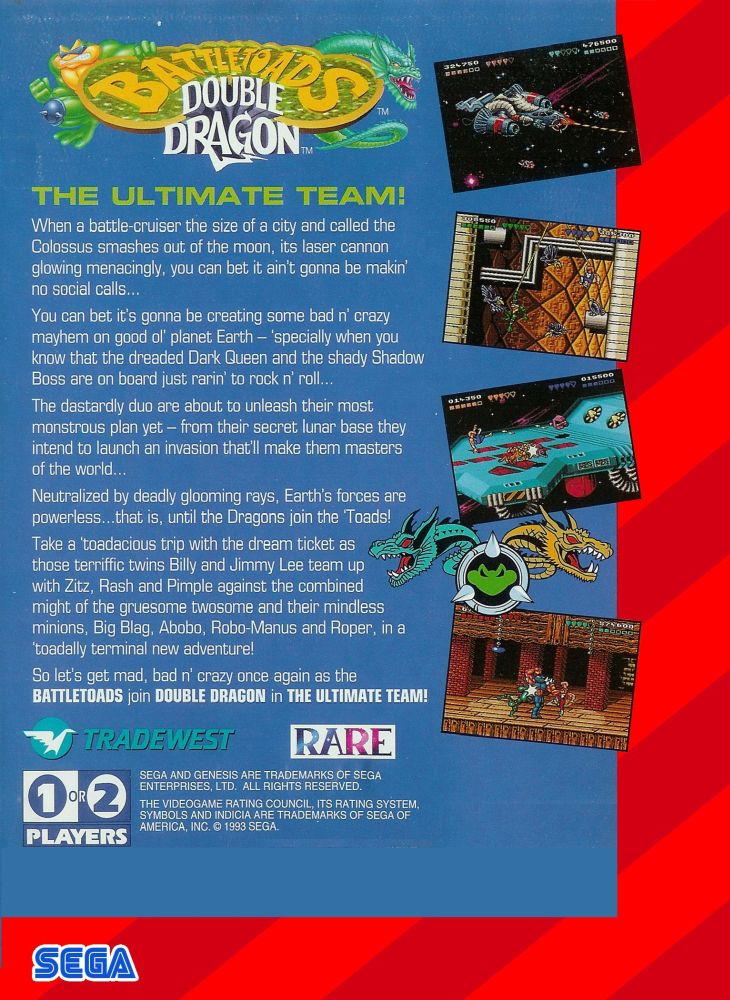 BATTLETOADS
DOUBLE
DRAGON
TM
TM
THE ULTIMATE TEAM!
When a battle-cruiser the size of a city and called the
Colossus smashes out of the moon, its laser cannon
glowing menacingly, you can bet it ain't gonna be makin'
no social calls...
You can bet it's gonna be creating some bad n' crazy
mayhem on good ol' planet Earth – 'specially when you
know that the dreaded Dark Queen and the shady Shadow
Boss are on board just rarin' to rock n' roll...
The dastardly duo are about to unleash their most
monstrous plan yet – from their secret lunar base they
intend to launch an invasion that'll make them masters
of the world...
Neutralized by deadly glooming rays, Earth's forces are
powerless...that is, until the Dragons join the 'Toads!
Take a 'toadacious trip with the dream ticket as
those terriffic twins Billy and Jimmy Lee team up
with Zitz, Rash and Pimple against the combined
might of the gruesome twosome and their mindless
minions, Big Blag, Abobo, Robo-Manus and Roper, in a
'toadally terminal new adventure!
So let's get mad, bad n' crazy once again as the
BATTLETOADS join DOUBLE DRAGON in THE ULTIMATE TEAM!
324750
476500
014350
015500
TRADEWEST
RARE
1 OR 2
PLAYERS
SEGA AND GENESIS ARE TRADEMARKS OF SEGA
ENTERPRISES, LTD. ALL RIGHTS RESERVED.
THE VIDEOGAME RATING COUNCIL, ITS RATING SYSTEM,
SYMBOLS AND INDICIA ARE TRADEMARKS OF SEGA OF
AMERICA, INC. © 1993 SEGA.
SEGA